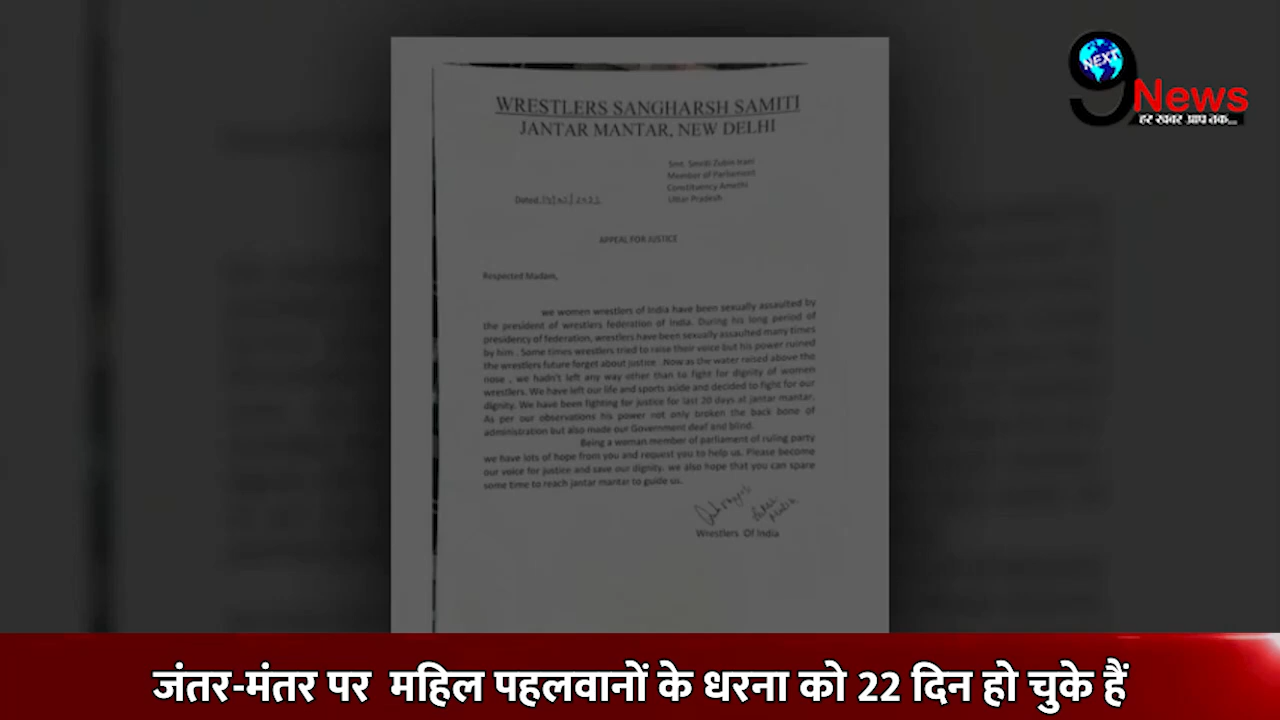 NEXT
9
News
हर खबर आप तक...
WRESTLERS SANGHARSH SAMITI
JANTAR MANTAR, NEW DELHI
Smt. Smriti Zubin Irani
Member of Parliament
Constituency Amethi
Uttar Pradesh
Dated
APPEAL FOR JUSTICE
Respected Madam,
we women wrestlers of India have been sexually assaulted by
the president of wrestlers federation of India. During his long period of
presidency of federation, wrestlers have been sexually assaulted many times
by him . Some times wrestlers tried to raise their voice but his power ruined
the wrestlers future forget about justice . Now as the water raised above the
nose , we hadn't left any way other than to fight for dignity of women
wrestlers. We have left our life and sports aside and decided to fight for our
dignity. We have been fighting for justice for last 20 days at jantar mantar.
As per our observations his power not only broken the back bone of
administration but also made our Government deaf and blind.
Being a woman member of parliament of ruling party
we have lots of hope from you and request you to help us. Please become
our voice for justice and save our dignity. we also hope that you can spare
some time to reach jantar mantar to guide us.
Wrestlers Of India
जंतर-मंतर पर महिल पहलवानों के धरना को 22 दिन हो चुके हैं